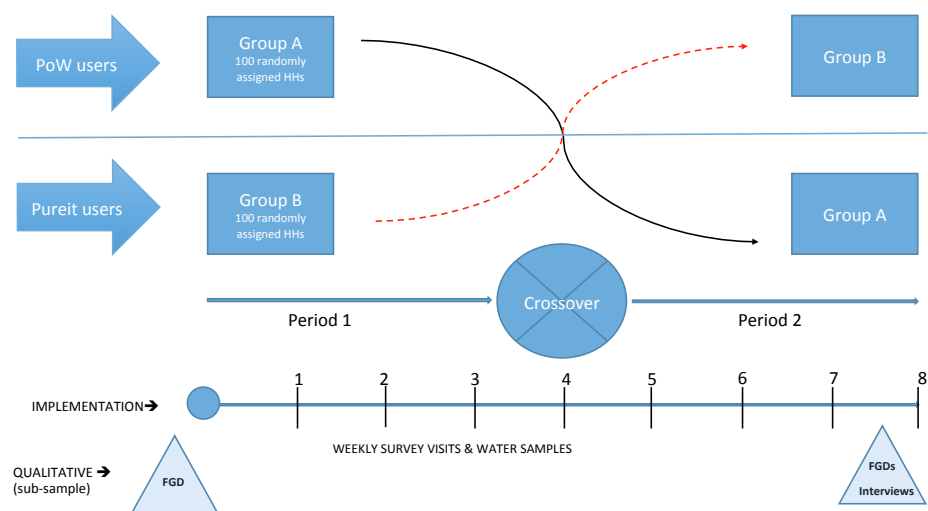 PoW users
Group A
100 randomly
assigned HHs
Group B
Pureit users
Group B
100 randomly
assigned HHs
Group A
Crossover
Period 1
Period 2
1 2 3 4 5 6 7 8
IMPLEMENTATION➔
WEEKLY SURVEY VISITS & WATER SAMPLES
QUALITATIVE ➔
(sub-sample)
FGD
FGDs
Interviews